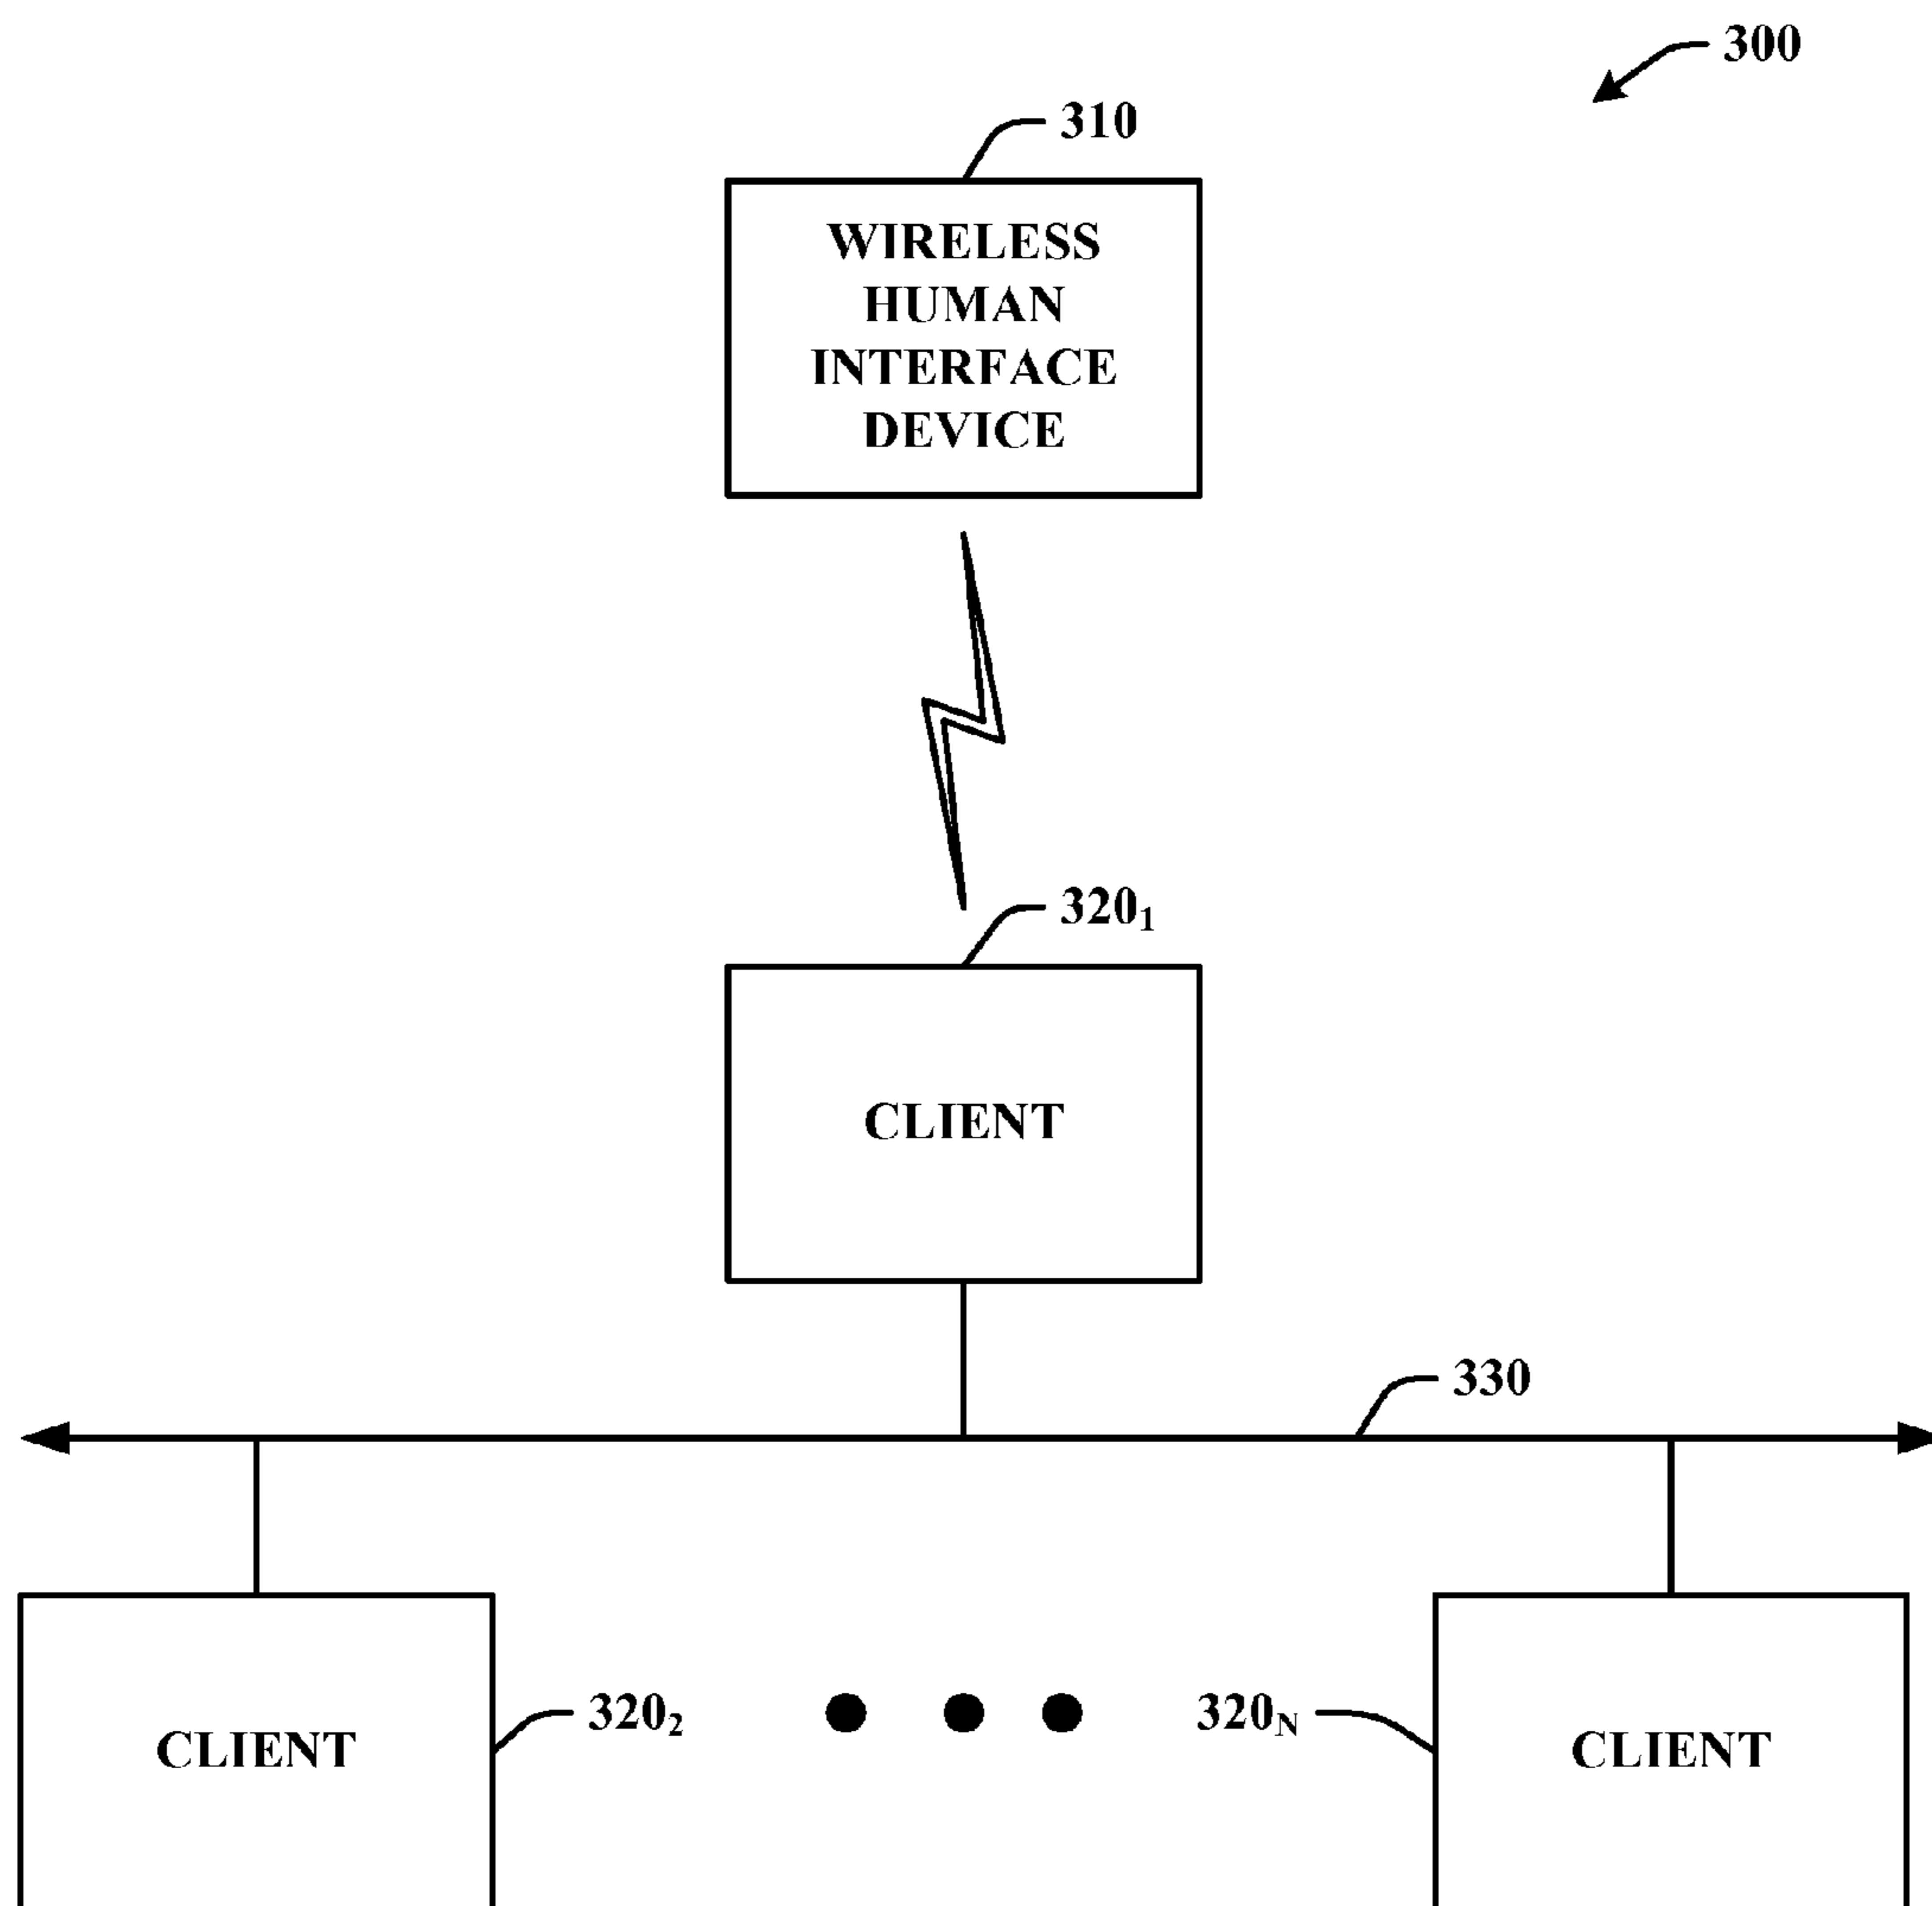 300
310
WIRELESS
HUMAN
INTERFACE
DEVICE
320₁
CLIENT
330
320₂
320N
CLIENT
CLIENT